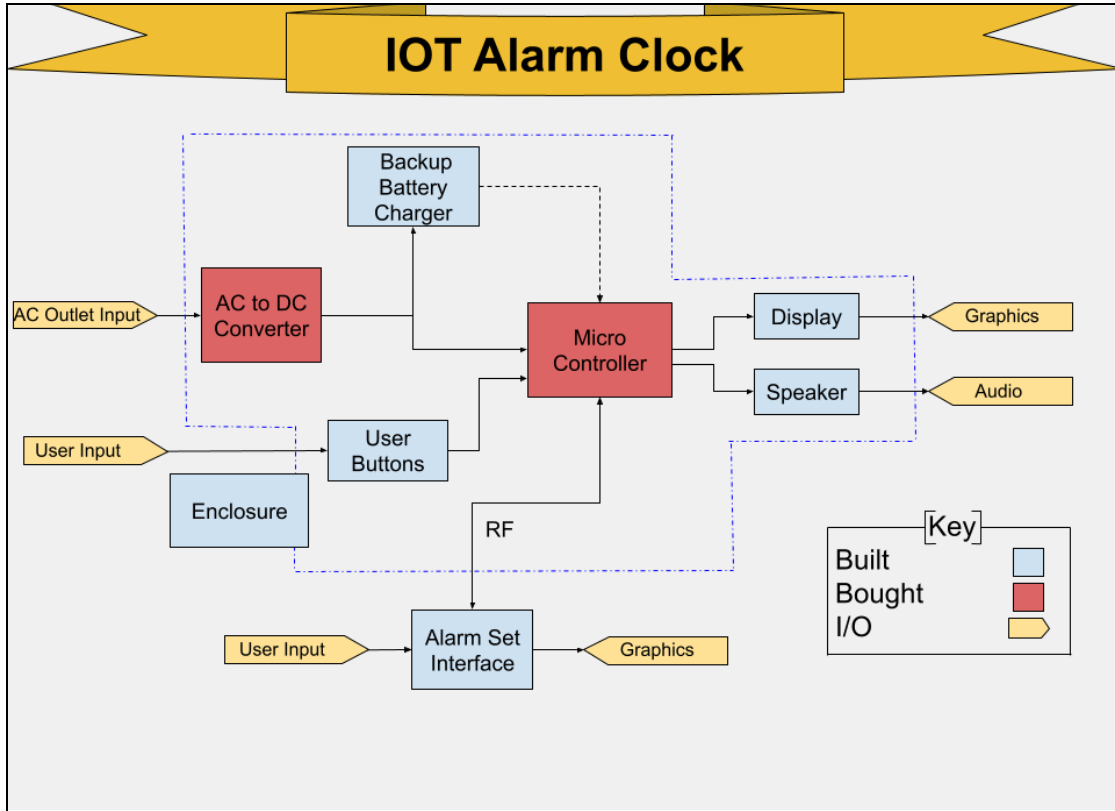 IOT Alarm Clock
Backup
Battery
Charger
AC Outlet Input
AC to DC
Converter
Micro
Controller
Display
Graphics
Speaker
Audio
User Input
User
Buttons
Enclosure
RF
[Key]
Built
Bought
I/O
User Input
Alarm Set
Interface
Graphics